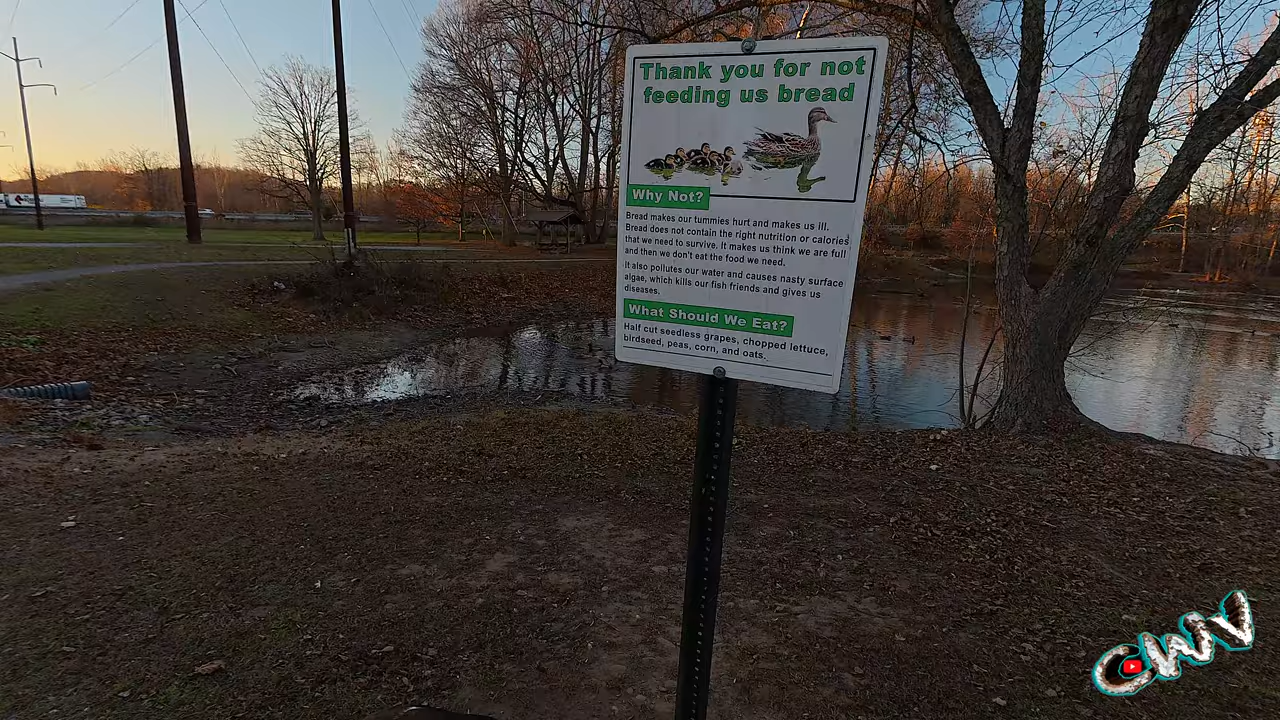 Thank you for not
feeding us bread
Why Not?
Bread makes our tummies hurt and makes us ill.
Bread does not contain the right nutrition or calories
that we need to survive. It makes us think we are full
and then we don't eat the food we need.
It also pollutes our water and causes nasty surface
algae, which kills our fish friends and gives us
diseases.
What Should We Eat?
Half cut seedless grapes, chopped lettuce,
birdseed, peas, corn, and oats.
CWV